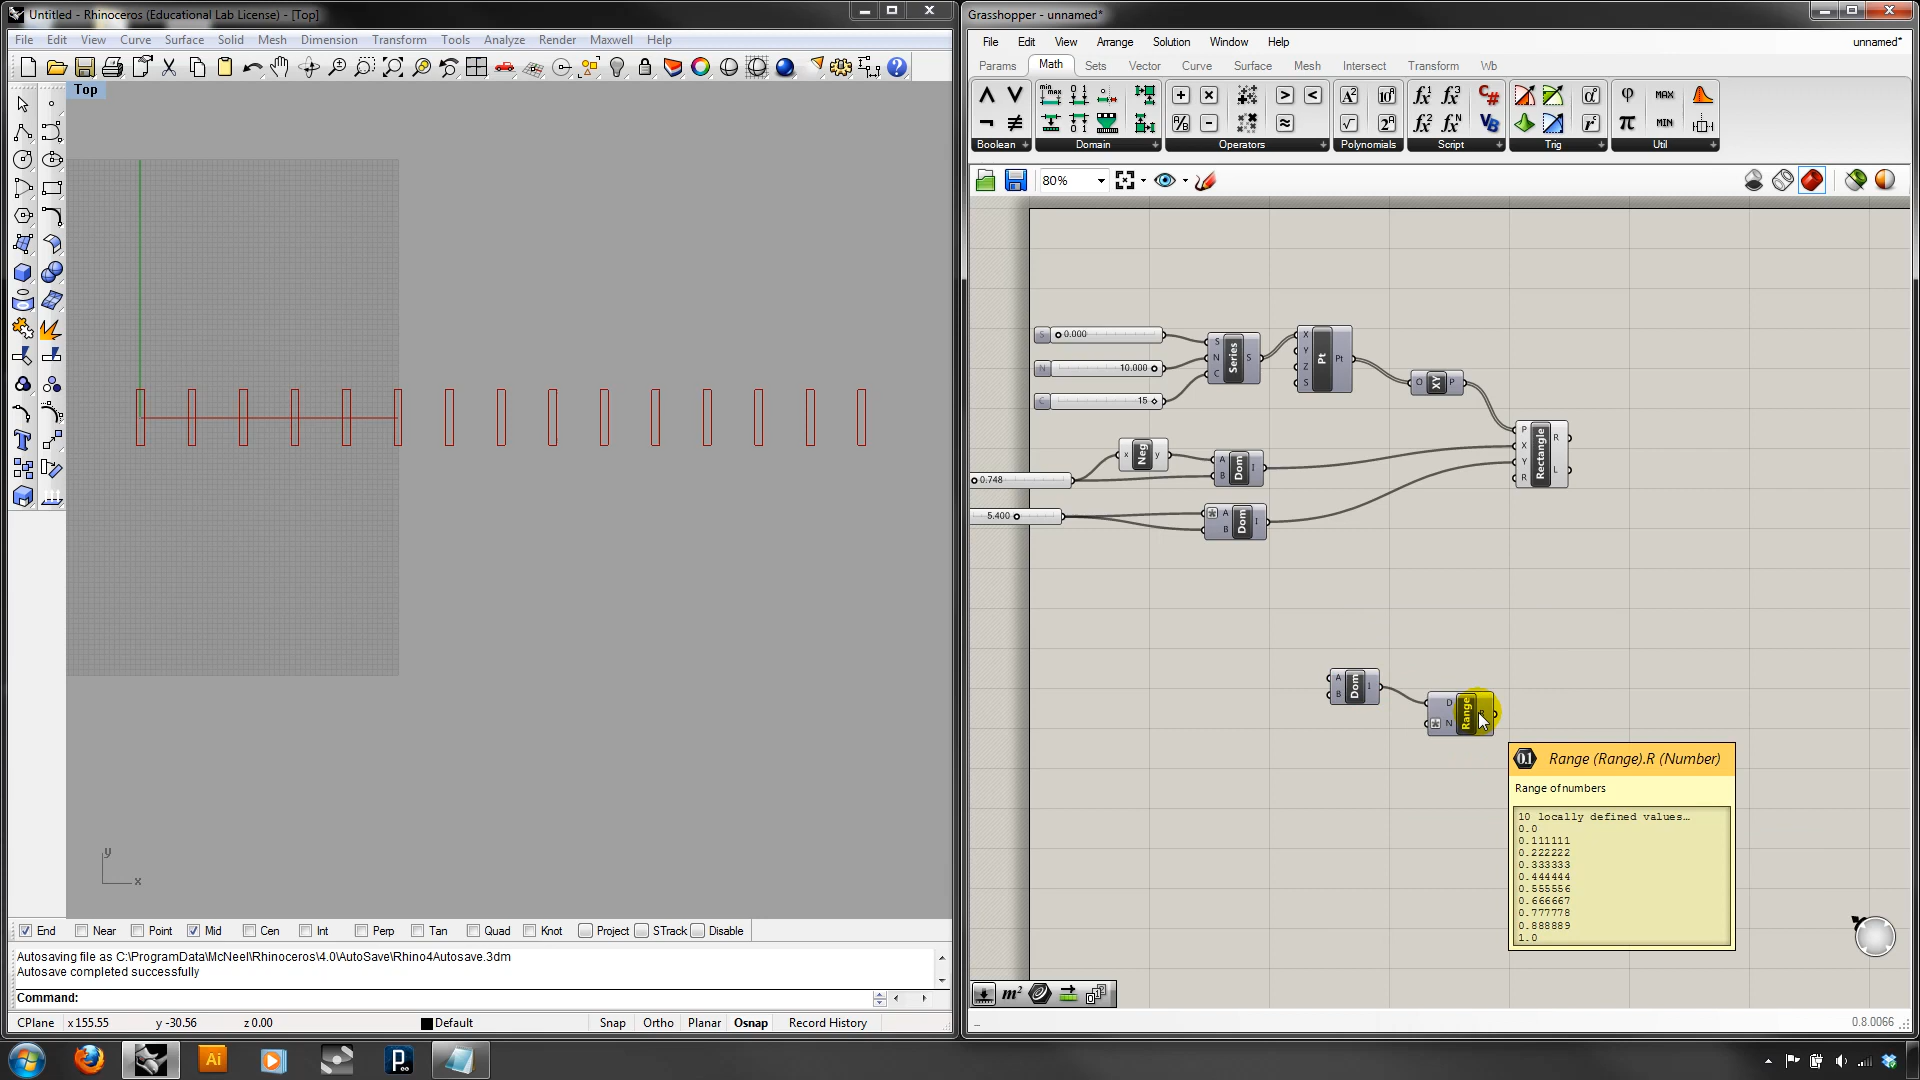 Untitled - Rhinoceros (Educational Lab License) - [Top]
File Edit View Curve Surface Solid Mesh Dimension Transform Tools Analyze Render Maxwell Help
Top
y
x
End Near Point Mid Cen Int Perp Tan Quad Knot Project STrack Disable
Autosaving file as C:\ProgramData\McNeel\Rhinoceros\4.0\AutoSave\Rhino4Autosave.3dm
Autosave completed successfully
Command:
CPlane x 155.55 y -30.56 z 0.00 Default Snap Ortho Planar Osnap Record History
Grasshopper - unnamed*
File Edit View Arrange Solution Window Help unnamed*
Params Math Sets Vector Curve Surface Mesh Intersect Transform Wb
Boolean Domain Operators Polynomials Script Trig Util
MAX
MIN
80%
S 0.000
N 10.000
C 15
S N C Series S
X Y Z S Pt Pt
O XY P
P X Y R Rectangle R L
x Neg y
A B Dom I
0.748
5.400
A B Dom I
A B Dom I
D N Range
Range (Range).R (Number)
Range of numbers
10 locally defined values...
0.0
0.111111
0.222222
0.333333
0.444444
0.555556
0.666667
0.777778
0.888889
1.0
m²
0.8.0066
Ai